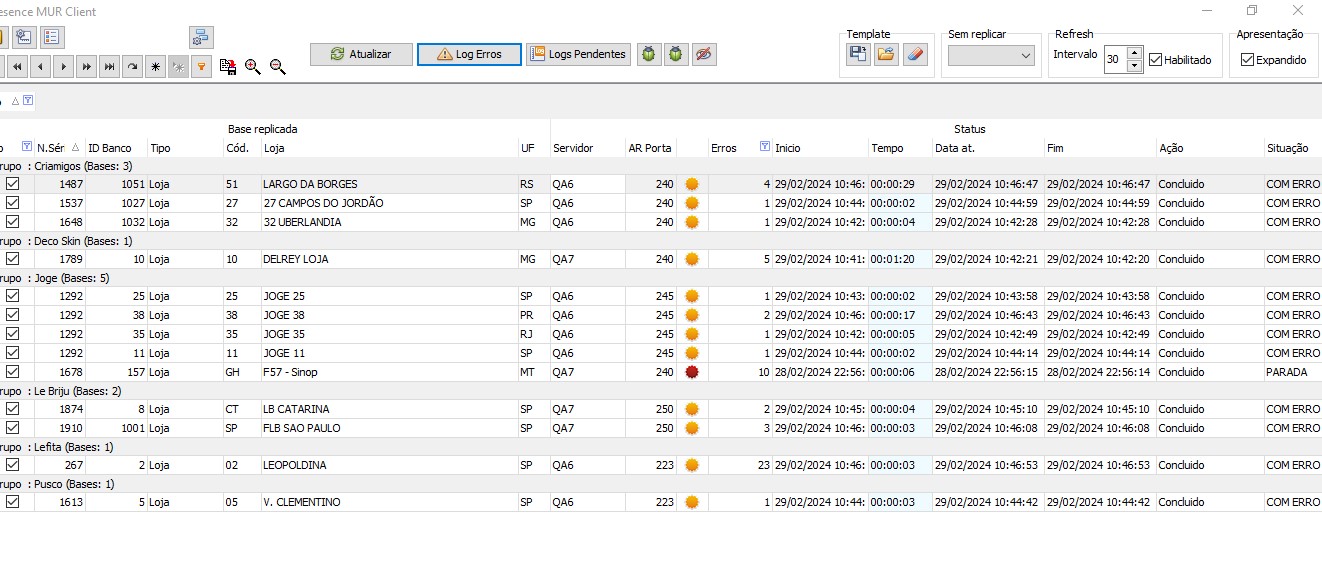 esence MUR Client
Atualizar Log Erros Logs Pendentes
Template Sem replicar Refresh Apresentação
Intervalo 30 Habilitado Expandido
Base replicada Status
o N.Séri ID Banco Tipo Cód. Loja UF Servidor AR Porta Erros Inicio Tempo Data at. Fim Ação Situação
rupo : Criamigos (Bases: 3)
1487 1051 Loja 51 LARGO DA BORGES RS QA6 240 4 29/02/2024 10:46: 00:00:29 29/02/2024 10:46:47 29/02/2024 10:46:47 Concluido COM ERRO
1537 1027 Loja 27 27 CAMPOS DO JORDÃO SP QA6 240 1 29/02/2024 10:44: 00:00:02 29/02/2024 10:44:59 29/02/2024 10:44:59 Concluido COM ERRO
1648 1032 Loja 32 32 UBERLANDIA MG QA6 240 1 29/02/2024 10:42: 00:00:04 29/02/2024 10:42:28 29/02/2024 10:42:28 Concluido COM ERRO
rupo : Deco Skin (Bases: 1)
1789 10 Loja 10 DELREY LOJA MG QA7 240 5 29/02/2024 10:41: 00:01:20 29/02/2024 10:42:21 29/02/2024 10:42:20 Concluido COM ERRO
rupo : Joge (Bases: 5)
1292 25 Loja 25 JOGE 25 SP QA6 245 1 29/02/2024 10:43: 00:00:02 29/02/2024 10:43:58 29/02/2024 10:43:58 Concluido COM ERRO
1292 38 Loja 38 JOGE 38 PR QA6 245 2 29/02/2024 10:46: 00:00:17 29/02/2024 10:46:43 29/02/2024 10:46:43 Concluido COM ERRO
1292 35 Loja 35 JOGE 35 RJ QA6 245 1 29/02/2024 10:42: 00:00:05 29/02/2024 10:42:49 29/02/2024 10:42:49 Concluido COM ERRO
1292 11 Loja 11 JOGE 11 SP QA6 245 1 29/02/2024 10:44: 00:00:02 29/02/2024 10:44:14 29/02/2024 10:44:14 Concluido COM ERRO
1678 157 Loja GH F57 - Sinop MT QA7 240 10 28/02/2024 22:56: 00:00:06 28/02/2024 22:56:15 28/02/2024 22:56:14 Concluido PARADA
rupo : Le Briju (Bases: 2)
1874 8 Loja CT LB CATARINA SP QA7 250 2 29/02/2024 10:45: 00:00:04 29/02/2024 10:45:10 29/02/2024 10:45:10 Concluido COM ERRO
1910 1001 Loja SP FLB SAO PAULO SP QA7 250 3 29/02/2024 10:46: 00:00:03 29/02/2024 10:46:08 29/02/2024 10:46:08 Concluido COM ERRO
rupo : Lefita (Bases: 1)
267 2 Loja 02 LEOPOLDINA SP QA6 223 23 29/02/2024 10:46: 00:00:03 29/02/2024 10:46:53 29/02/2024 10:46:53 Concluido COM ERRO
rupo : Pusco (Bases: 1)
1613 5 Loja 05 V. CLEMENTINO SP QA6 223 1 29/02/2024 10:44: 00:00:03 29/02/2024 10:44:42 29/02/2024 10:44:42 Concluido COM ERRO